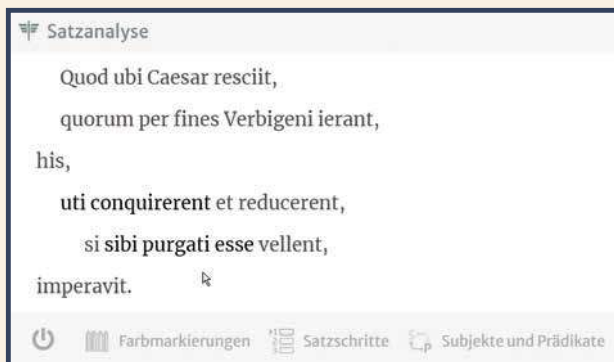 Satzanalyse
Quod ubi Caesar resciit,
quorum per fines Verbigeni ierant,
his,
uti conquirerent et reducerent,
si sibi purgati esse vellent,
imperavit.
Farbmarkierungen Satzschritte Subjekte und Prädikate